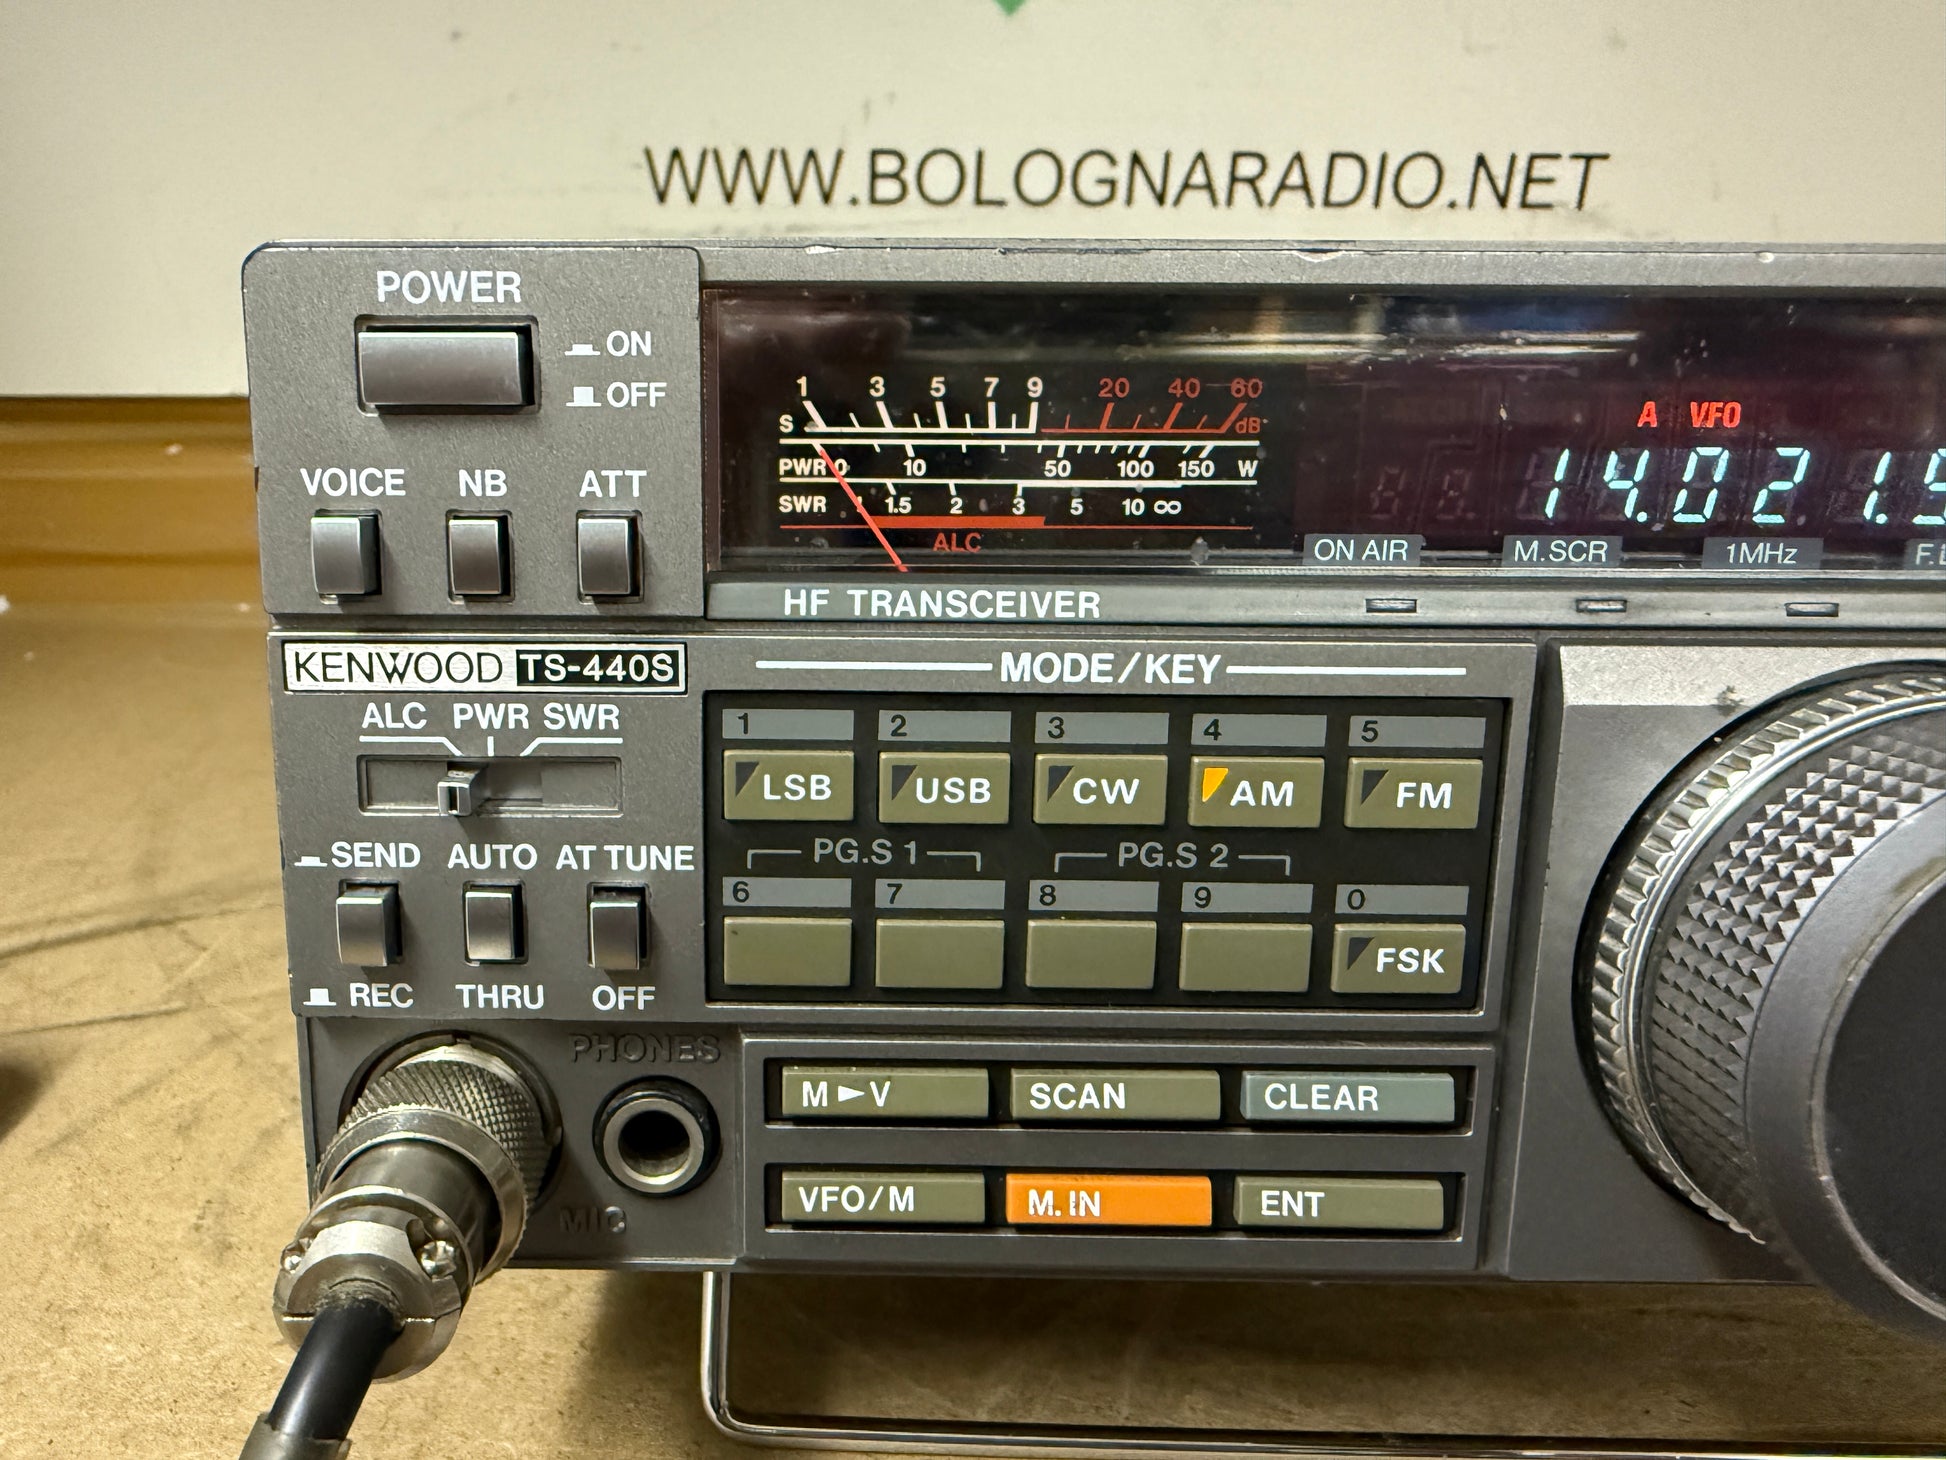 WWW.BOLOGNARADIO.NET
POWER
ON
OFF
VOICE NB ATT
1 3 5 7 9 20 40 60
S dB
PWR 0 10 50 100 150 W
SWR 1 1.5 2 3 5 10 ∞
ALC
A VFO
14.021.
ON AIR M.SCR 1MHz
HF TRANSCEIVER
KENWOOD TS-440S
ALC PWR SWR
SEND AUTO AT TUNE
REC THRU OFF
PHONES
MIC
MODE/KEY
1 2 3 4 5
LSB USB CW AM FM
PG.S 1 PG.S 2
6 7 8 9 0
FSK
M►V SCAN CLEAR
VFO/M M.IN ENT